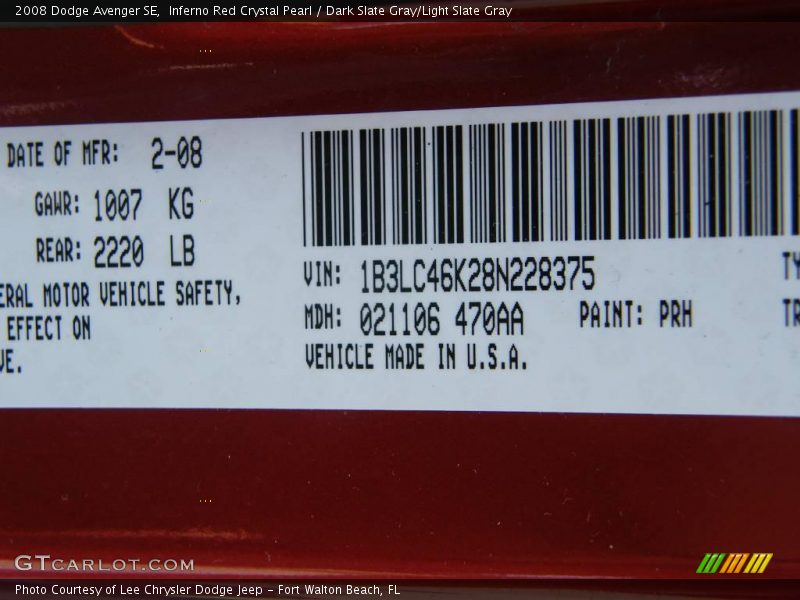 2008 Dodge Avenger SE,  Inferno Red Crystal Pearl / Dark Slate Gray/Light Slate Gray
DATE OF MFR: 2-08
GAWR: 1007 KG
REAR: 2220 LB
ERAL MOTOR VEHICLE SAFETY,
EFFECT ON
VE.
VIN: 1B3LC46K28N228375
MDH: 021106 470AA PAINT: PRH
VEHICLE MADE IN U.S.A.
TY
TR
GTCARLOT.COM
Photo Courtesy of Lee Chrysler Dodge Jeep - Fort Walton Beach, FL